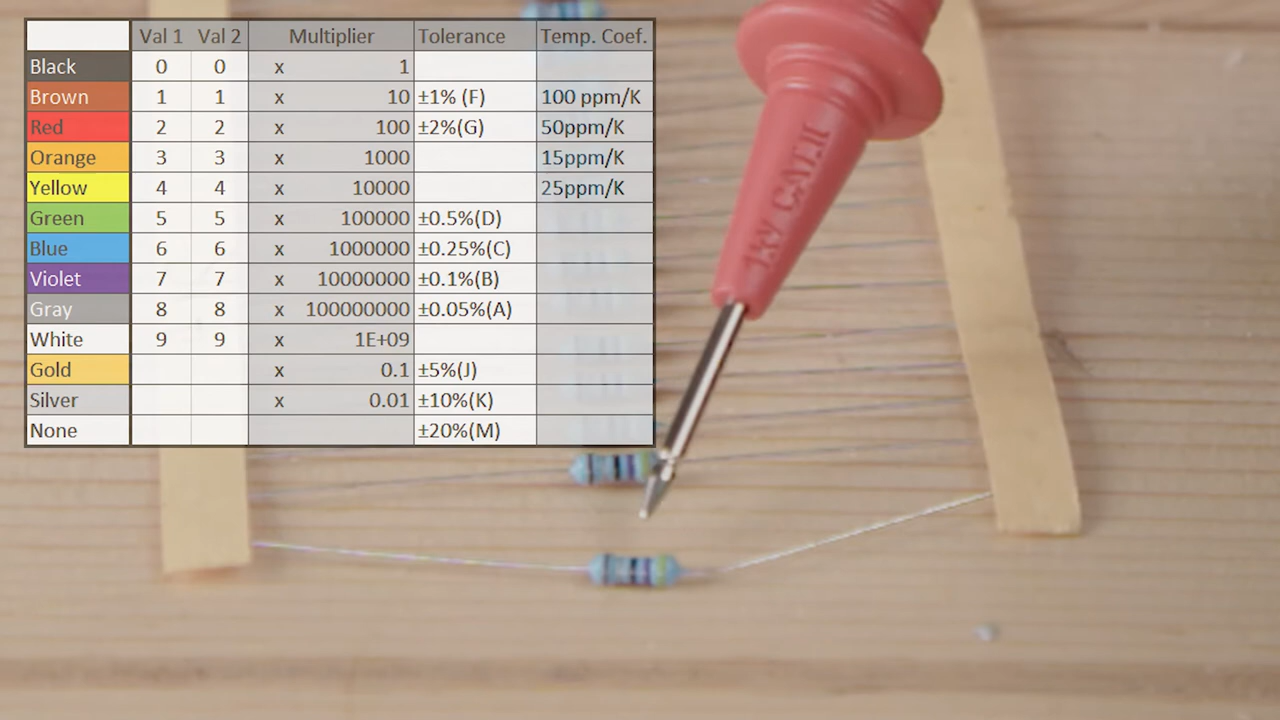 Val 1 Val 2 Multiplier Tolerance Temp. Coef.
Black 0 0 x 1
Brown 1 1 x 10 ±1% (F) 100 ppm/K
Red 2 2 x 100 ±2%(G) 50ppm/K
Orange 3 3 x 1000 15ppm/K
Yellow 4 4 x 10000 25ppm/K
Green 5 5 x 100000 ±0.5%(D)
Blue 6 6 x 1000000 ±0.25%(C)
Violet 7 7 x 10000000 ±0.1%(B)
Gray 8 8 x 100000000 ±0.05%(A)
White 9 9 x 1E+09
Gold x 0.1 ±5%(J)
Silver x 0.01 ±10%(K)
None ±20%(M)